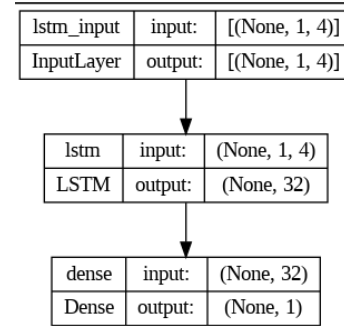 lstm_input input: [(None, 1, 4)]
InputLayer output: [(None, 1, 4)]
lstm input: (None, 1, 4)
LSTM output: (None, 32)
dense input: (None, 32)
Dense output: (None, 1)